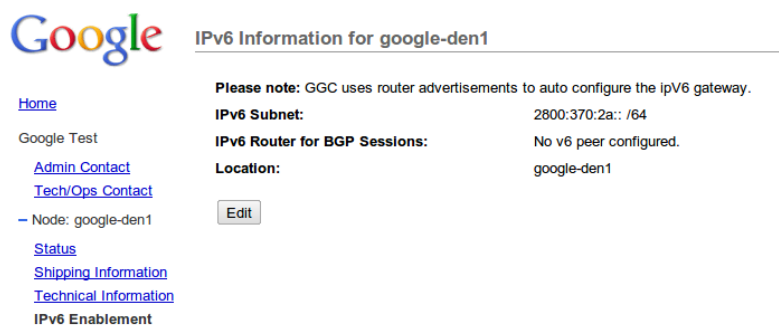 Google
IPv6 Information for google-den1
Please note: GGC uses router advertisements to auto configure the ipV6 gateway.
Home
IPv6 Subnet: 2800:370:2a:: /64
Google Test
IPv6 Router for BGP Sessions: No v6 peer configured.
Admin Contact
Location: google-den1
Tech/Ops Contact
Edit
– Node: google-den1
Status
Shipping Information
Technical Information
IPv6 Enablement